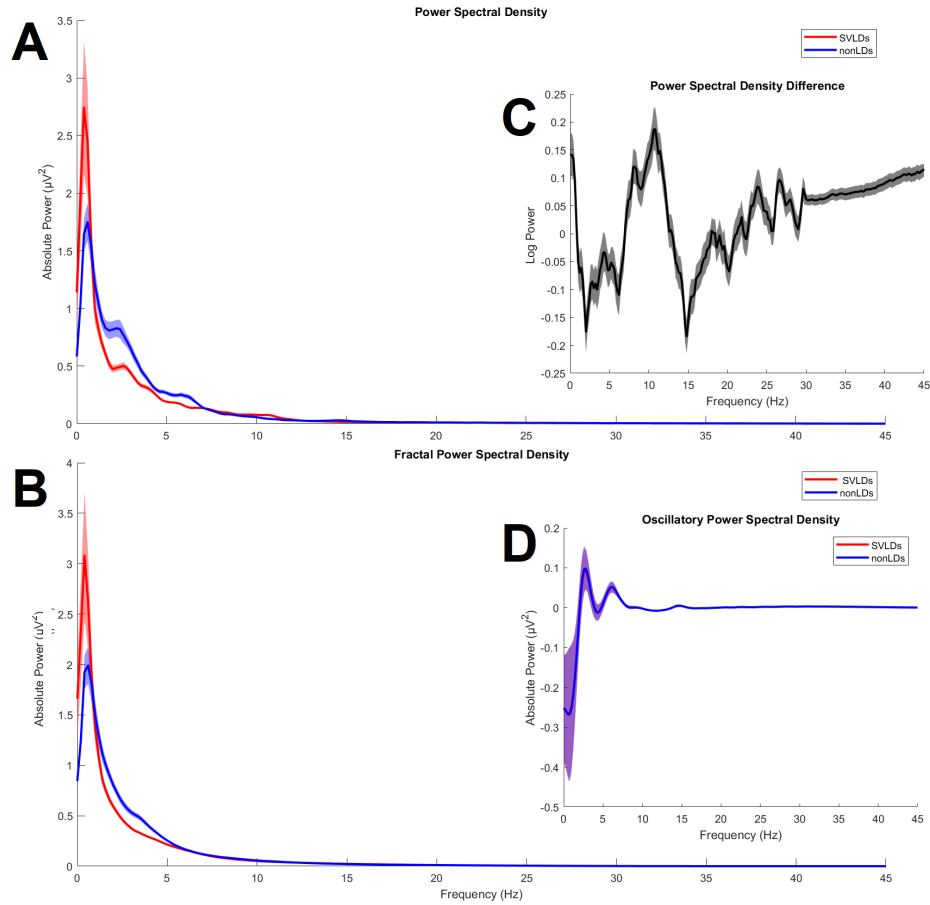 A
Power Spectral Density
SVLDs
nonLDs
3.5
3
2.5
2
1.5
1
0.5
0
Absolute Power (µV²)
0 5 10 15 20 25 30 35 40 45
C
Power Spectral Density Difference
0.25
0.2
0.15
0.1
0.05
0
-0.05
-0.1
-0.15
-0.2
-0.25
Log Power
0 5 10 15 20 25 30 35 40 45
Frequency (Hz)
B
Fractal Power Spectral Density
SVLDs
nonLDs
4
3.5
3
2.5
2
1.5
1
0.5
0
Absolute Power (µV²)
0 5 10 15 20 25 30 35 40 45
Frequency (Hz)
D
Oscillatory Power Spectral Density
SVLDs
nonLDs
0.2
0.1
0
-0.1
-0.2
-0.3
-0.4
-0.5
Absolute Power (µV²)
0 5 10 15 20 25 30 35 40 45
Frequency (Hz)